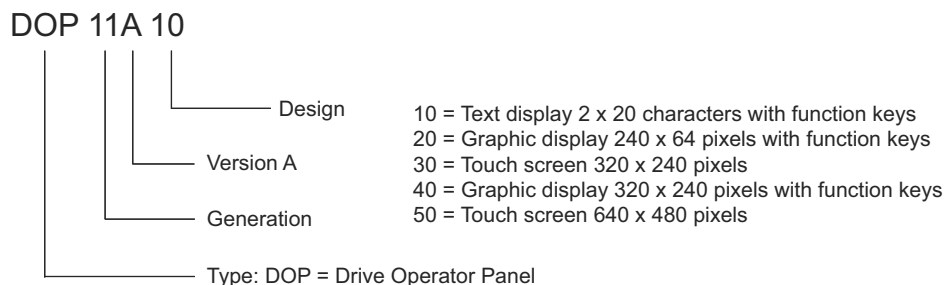 DOP 11A 10
Design
10 = Text display 2 x 20 characters with function keys
20 = Graphic display 240 x 64 pixels with function keys
Version A
30 = Touch screen 320 x 240 pixels
40 = Graphic display 320 x 240 pixels with function keys
Generation
50 = Touch screen 640 x 480 pixels
Type: DOP = Drive Operator Panel